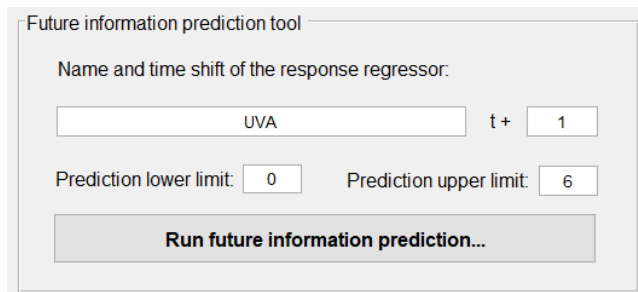 Future information prediction tool
Name and time shift of the response regressor:
UVA t + 1
Prediction lower limit: 0 Prediction upper limit: 6
Run future information prediction...